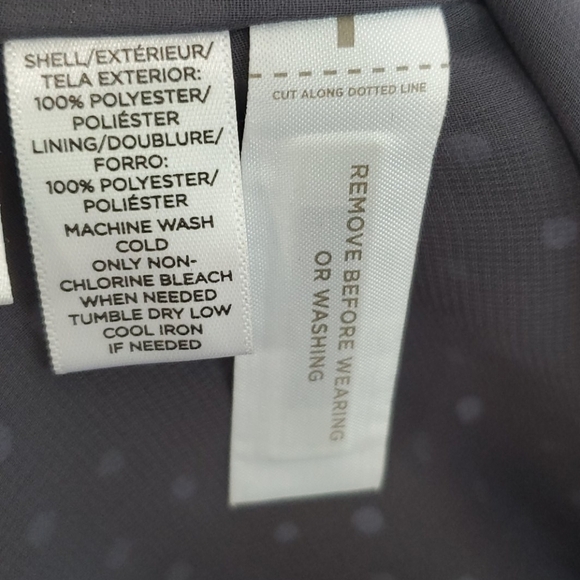 SHELL/EXTÉRIEUR/
TELA EXTERIOR:
100% POLYESTER/
POLIÉSTER
LINING/DOUBLURE/
FORRO:
100% POLYESTER/
POLIÉSTER
MACHINE WASH
COLD
ONLY NON-
CHLORINE BLEACH
WHEN NEEDED
TUMBLE DRY LOW
COOL IRON
IF NEEDED
CUT ALONG DOTTED LINE
REMOVE BEFORE WEARING
OR WASHING